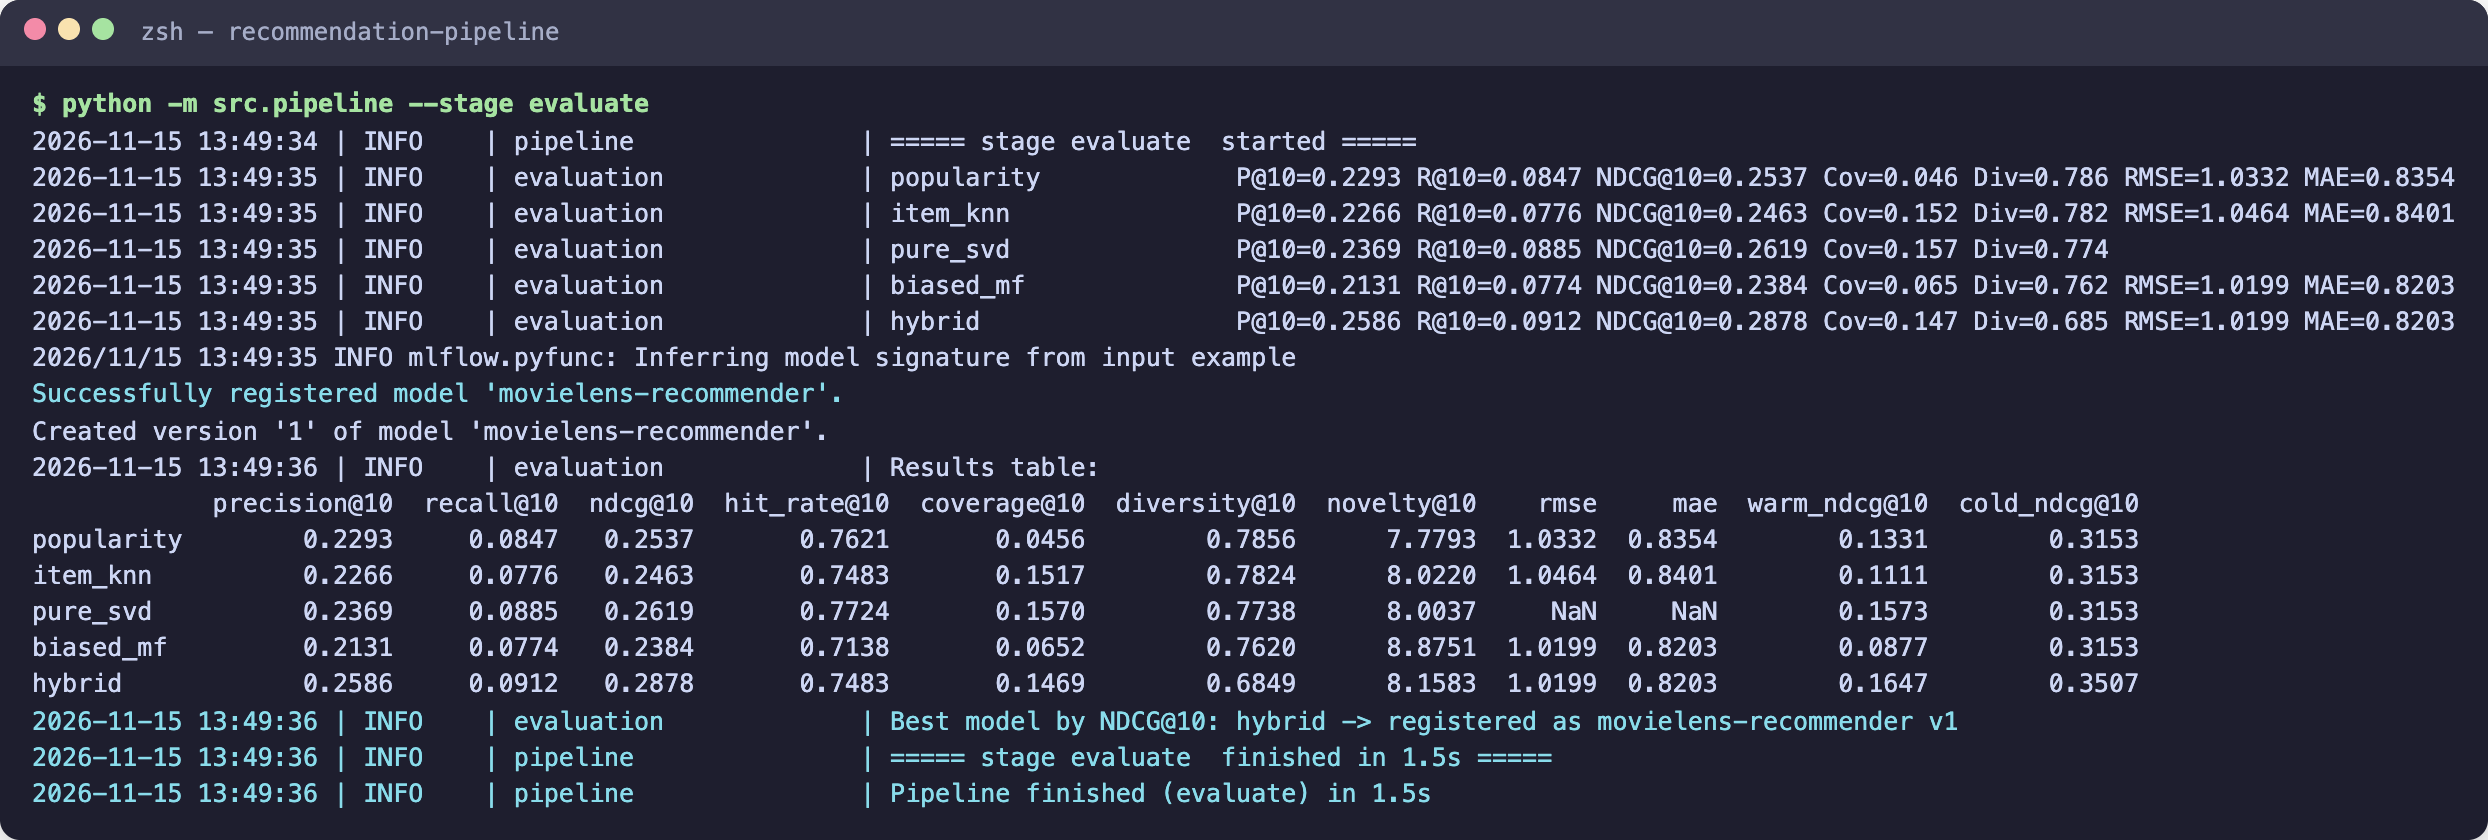 zsh — recommendation-pipeline
$ python -m src.pipeline --stage evaluate
2026-11-15 13:49:34 | INFO    | pipeline               | ===== stage evaluate  started =====
2026-11-15 13:49:35 | INFO    | evaluation             | popularity             P@10=0.2293 R@10=0.0847 NDCG@10=0.2537 Cov=0.046 Div=0.786 RMSE=1.0332 MAE=0.8354
2026-11-15 13:49:35 | INFO    | evaluation             | item_knn               P@10=0.2266 R@10=0.0776 NDCG@10=0.2463 Cov=0.152 Div=0.782 RMSE=1.0464 MAE=0.8401
2026-11-15 13:49:35 | INFO    | evaluation             | pure_svd               P@10=0.2369 R@10=0.0885 NDCG@10=0.2619 Cov=0.157 Div=0.774
2026-11-15 13:49:35 | INFO    | evaluation             | biased_mf              P@10=0.2131 R@10=0.0774 NDCG@10=0.2384 Cov=0.065 Div=0.762 RMSE=1.0199 MAE=0.8203
2026-11-15 13:49:35 | INFO    | evaluation             | hybrid                 P@10=0.2586 R@10=0.0912 NDCG@10=0.2878 Cov=0.147 Div=0.685 RMSE=1.0199 MAE=0.8203
2026/11/15 13:49:35 INFO mlflow.pyfunc: Inferring model signature from input example
Successfully registered model 'movielens-recommender'.
Created version '1' of model 'movielens-recommender'.
2026-11-15 13:49:36 | INFO    | evaluation             | Results table:
            precision@10  recall@10  ndcg@10  hit_rate@10  coverage@10  diversity@10  novelty@10    rmse     mae  warm_ndcg@10  cold_ndcg@10
popularity        0.2293     0.0847   0.2537       0.7621       0.0456        0.7856      7.7793  1.0332  0.8354        0.1331        0.3153
item_knn          0.2266     0.0776   0.2463       0.7483       0.1517        0.7824      8.0220  1.0464  0.8401        0.1111        0.3153
pure_svd          0.2369     0.0885   0.2619       0.7724       0.1570        0.7738      8.0037     NaN     NaN        0.1573        0.3153
biased_mf         0.2131     0.0774   0.2384       0.7138       0.0652        0.7620      8.8751  1.0199  0.8203        0.0877        0.3153
hybrid            0.2586     0.0912   0.2878       0.7483       0.1469        0.6849      8.1583  1.0199  0.8203        0.1647        0.3507
2026-11-15 13:49:36 | INFO    | evaluation             | Best model by NDCG@10: hybrid -> registered as movielens-recommender v1
2026-11-15 13:49:36 | INFO    | pipeline               | ===== stage evaluate  finished in 1.5s =====
2026-11-15 13:49:36 | INFO    | pipeline               | Pipeline finished (evaluate) in 1.5s